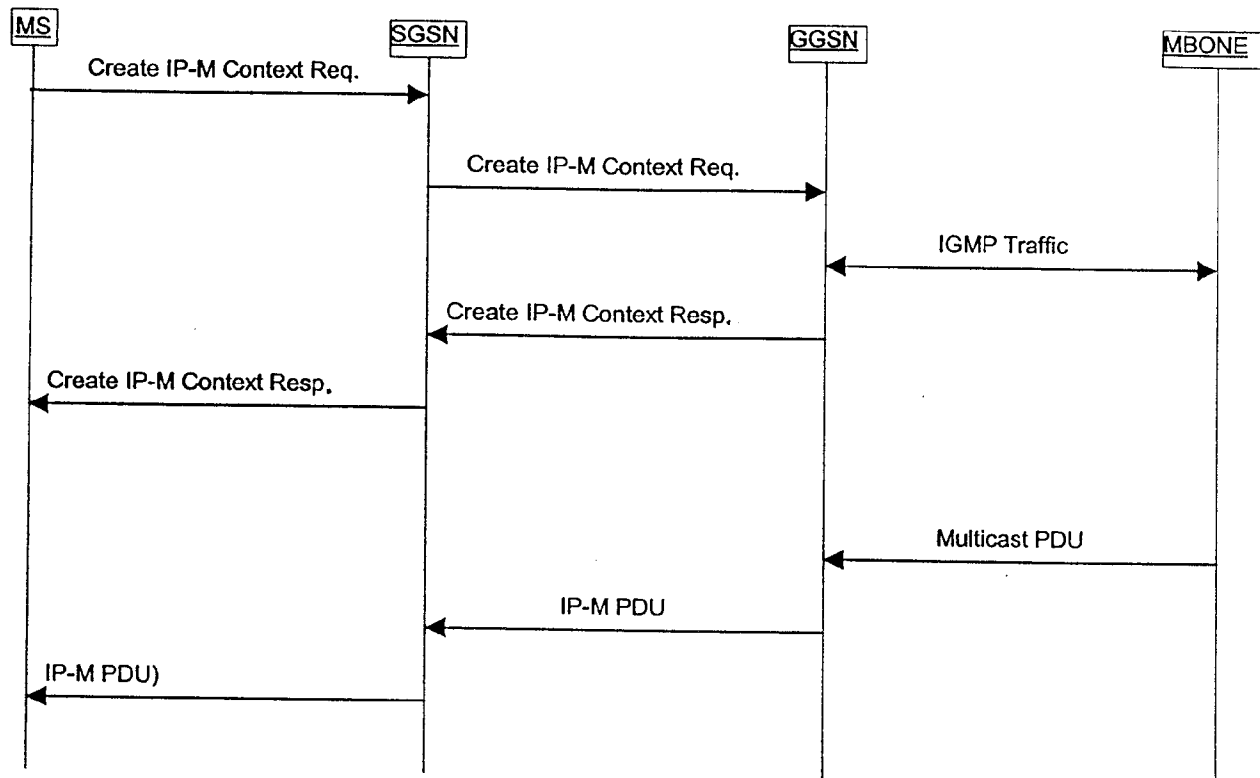 MS
SGSN
GGSN
MBONE
Create IP-M Context Req.
Create IP-M Context Req.
IGMP Traffic
Create IP-M Context Resp.
Create IP-M Context Resp.
Multicast PDU
IP-M PDU
IP-M PDU)